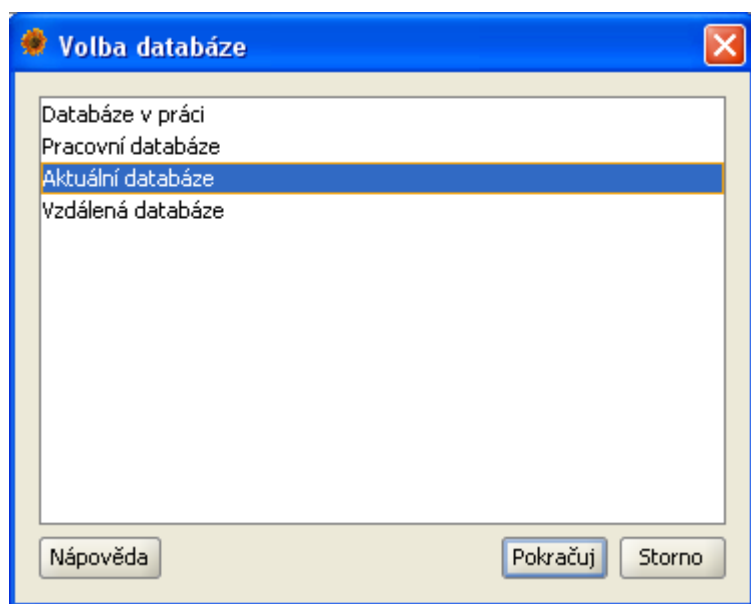 Volba databáze
Databáze v práci
Pracovní databáze
Aktuální databáze
Vzdálená databáze
Nápověda Pokračuj Storno